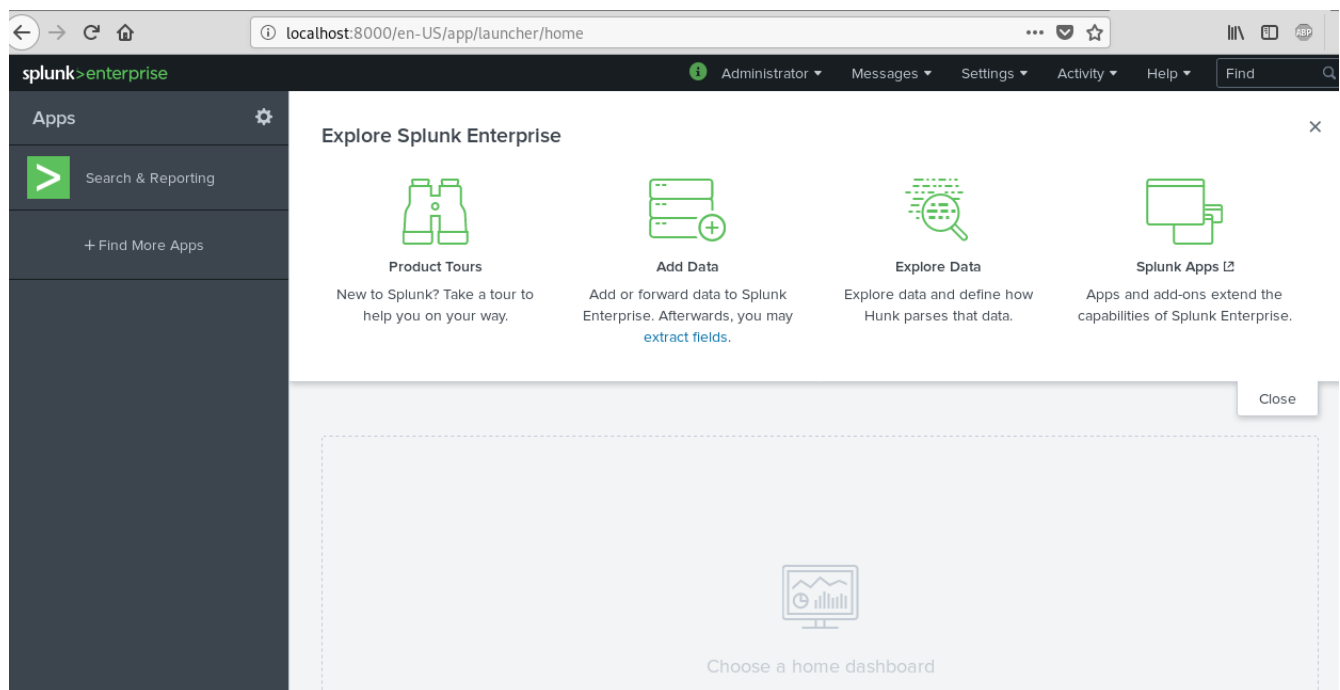 localhost:8000/en-US/app/launcher/home
ABP
splunk>enterprise
i Administrator Messages Settings Activity Help Find
Apps
Search & Reporting
+ Find More Apps
Explore Splunk Enterprise
Product Tours
New to Splunk? Take a tour to
help you on your way.
Add Data
Add or forward data to Splunk
Enterprise. Afterwards, you may
extract fields.
Explore Data
Explore data and define how
Hunk parses that data.
Splunk Apps
Apps and add-ons extend the
capabilities of Splunk Enterprise.
Close
Choose a home dashboard